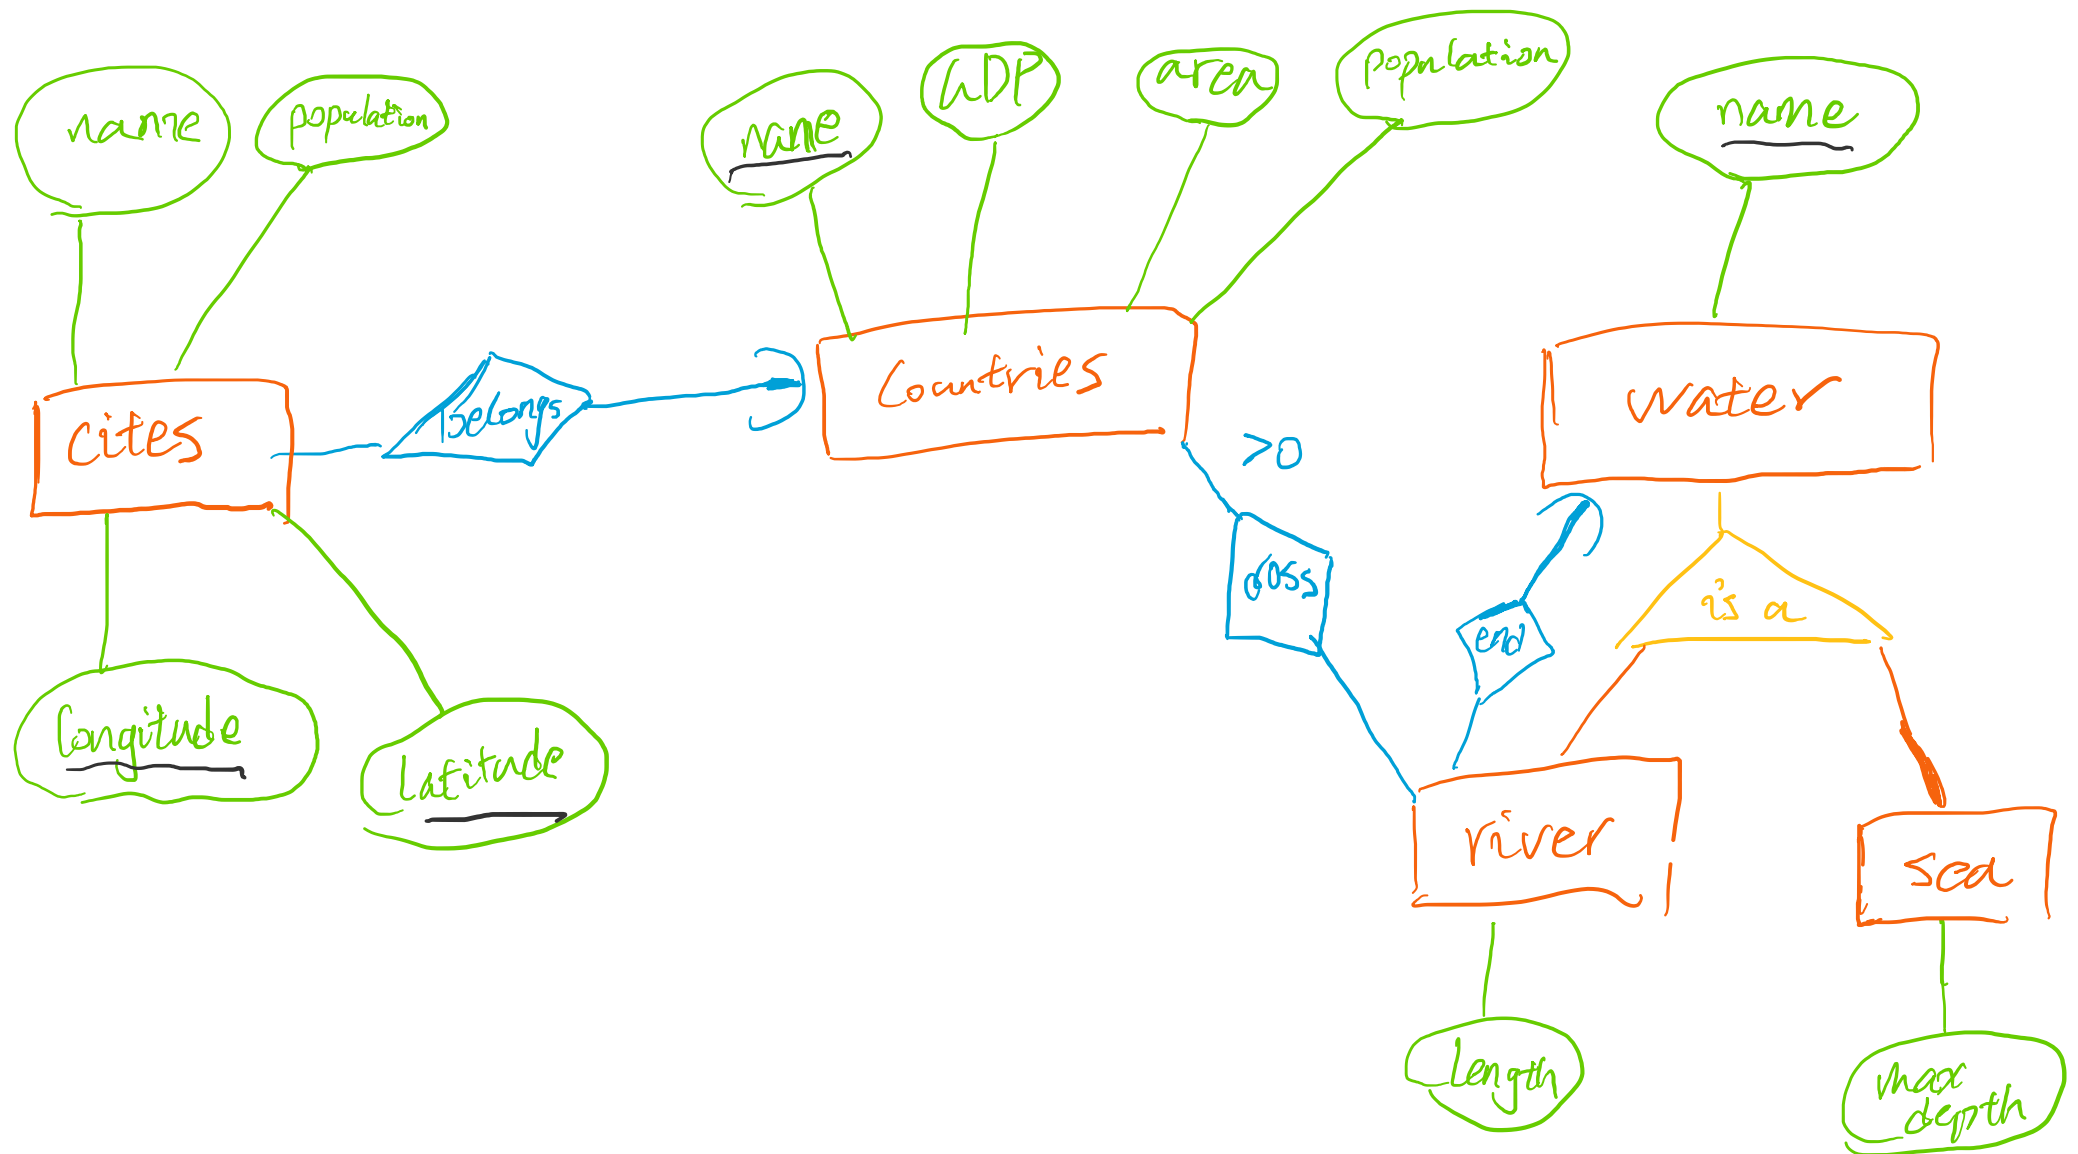 name
population
name
GDP
area
population
name
cites
Belongs
Countries
water
>0
cross
end
is a
longitude
latitude
river
sea
length
max
depth